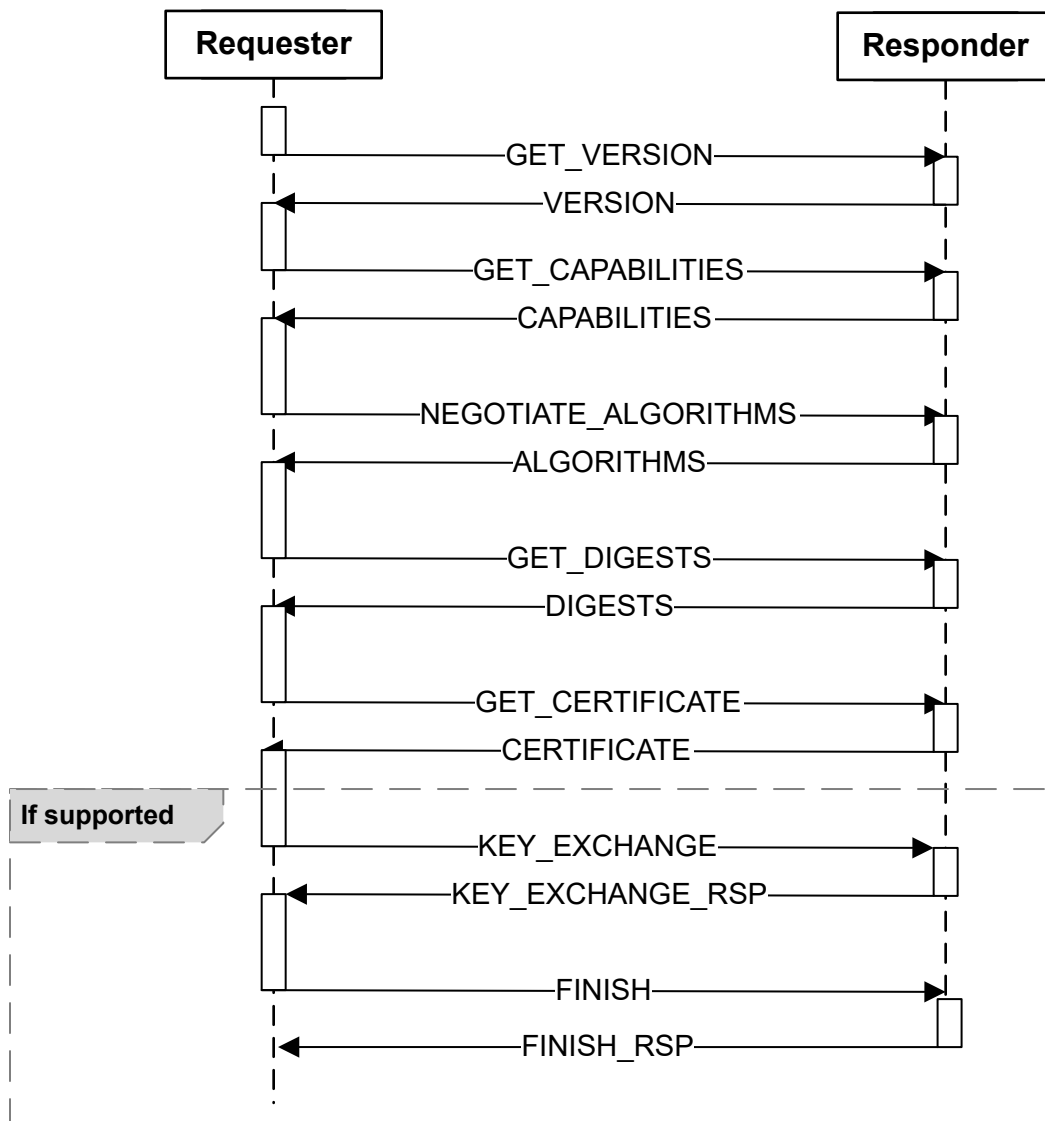 Requester
Responder
GET_VERSION
VERSION
GET_CAPABILITIES
CAPABILITIES
NEGOTIATE_ALGORITHMS
ALGORITHMS
GET_DIGESTS
DIGESTS
GET_CERTIFICATE
CERTIFICATE
If supported
KEY_EXCHANGE
KEY_EXCHANGE_RSP
FINISH
FINISH_RSP